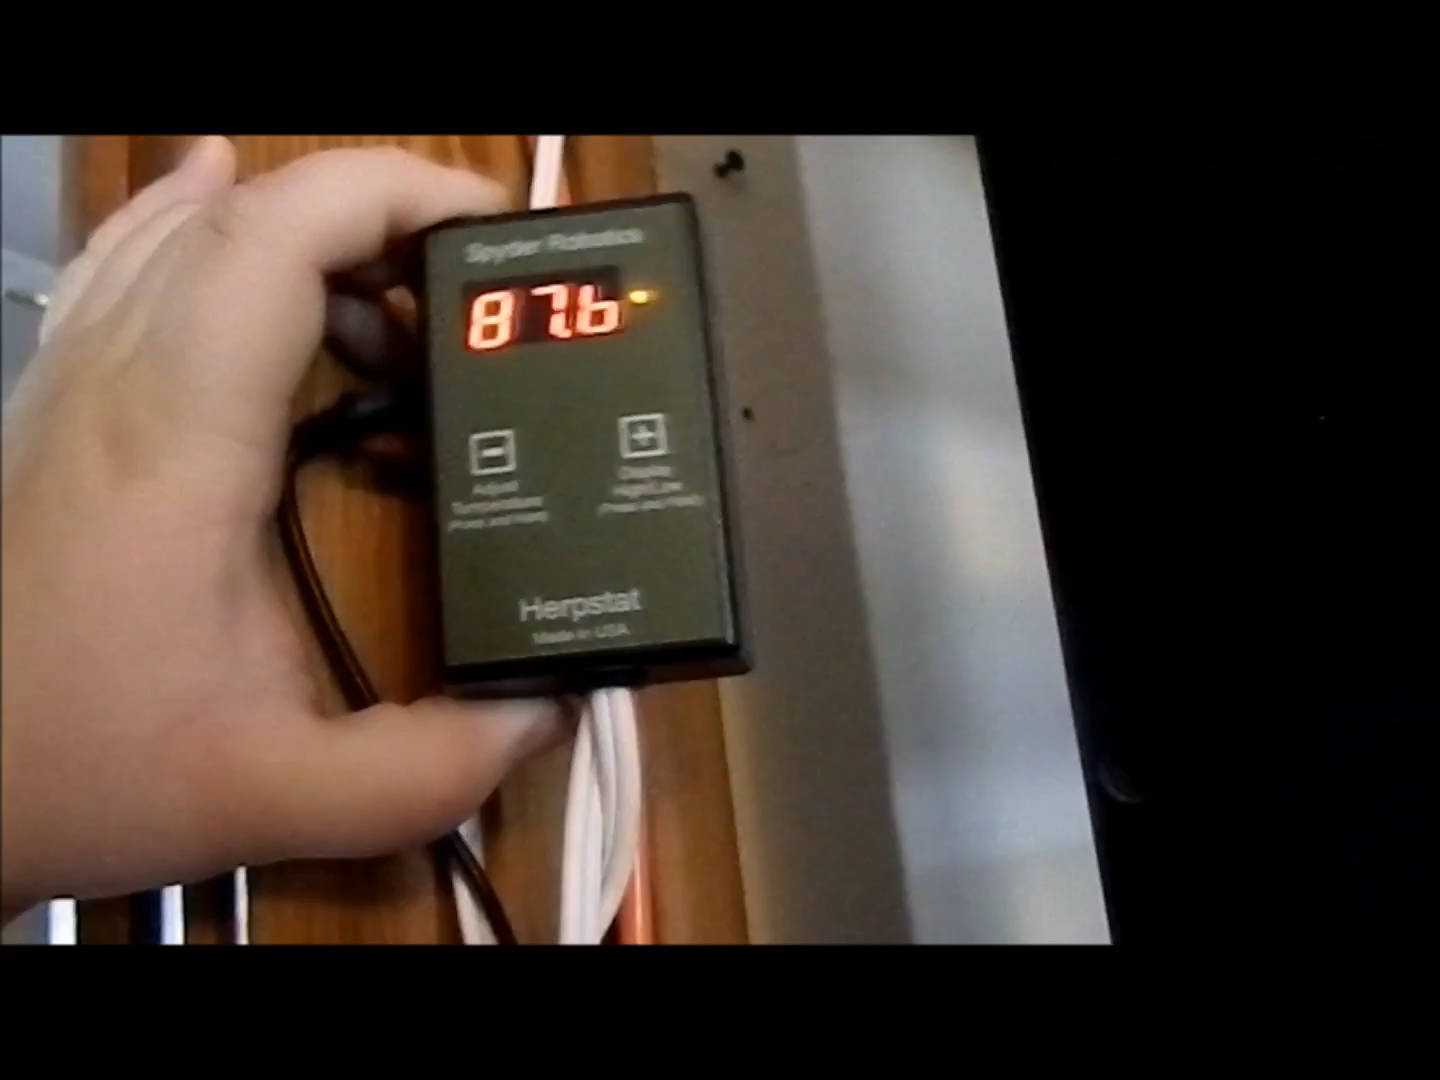 Spyder Robotics
87.6
-
+
Adjust
Temperature
(Press and Hold)
Display
High/Low
(Press and Hold)
Herpstat
Made in USA